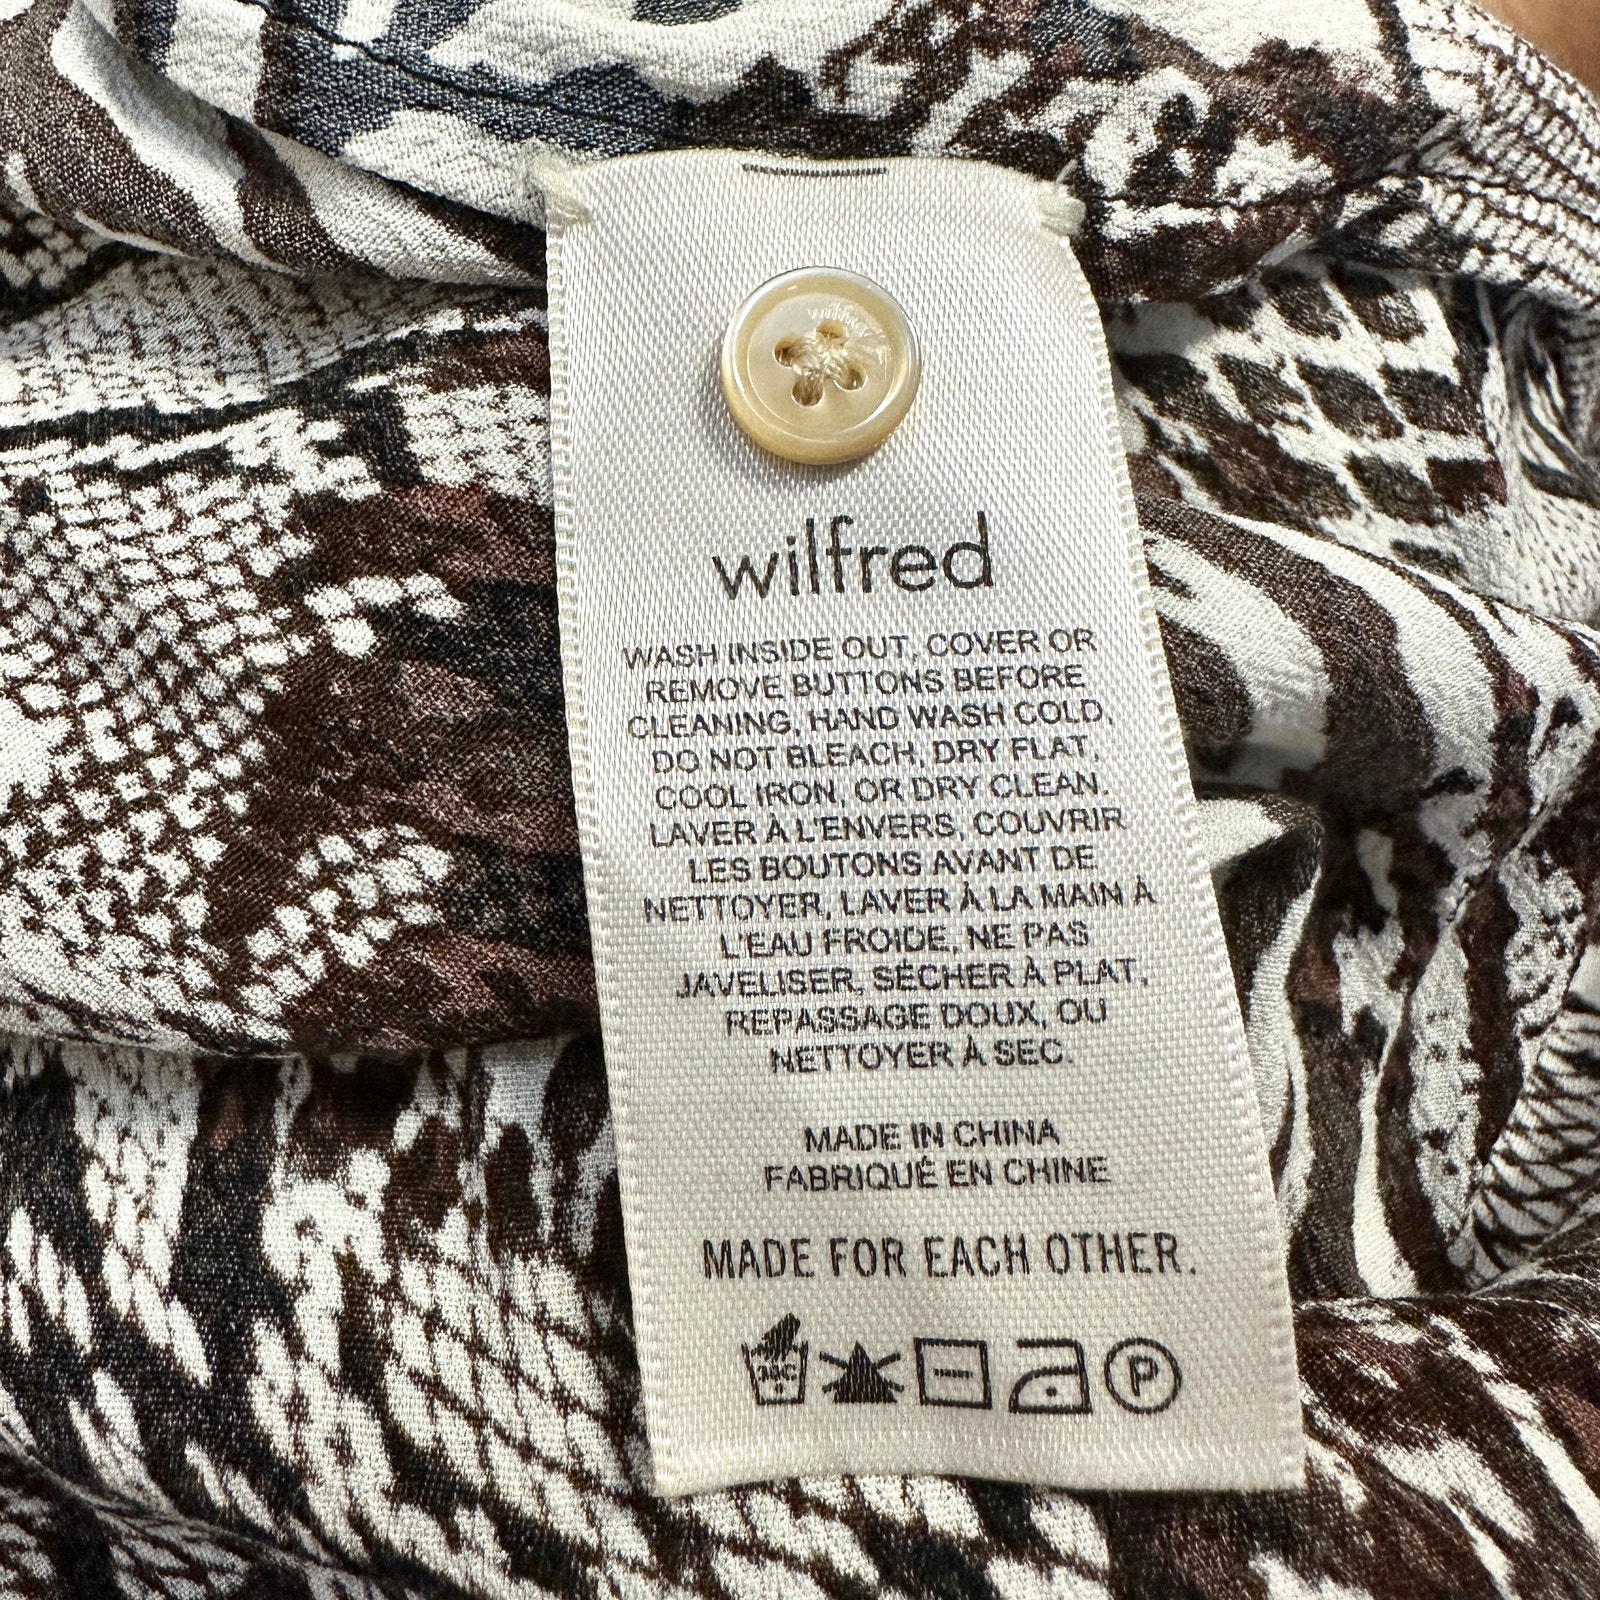 wilfred
wilfred
WASH INSIDE OUT, COVER OR
REMOVE BUTTONS BEFORE
CLEANING, HAND WASH COLD,
DO NOT BLEACH, DRY FLAT,
COOL IRON, OR DRY CLEAN.
LAVER À L'ENVERS, COUVRIR
LES BOUTONS AVANT DE
NETTOYER, LAVER À LA MAIN À
L'EAU FROIDE, NE PAS
JAVELISER, SÉCHER À PLAT,
REPASSAGE DOUX, OU
NETTOYER À SEC.
MADE IN CHINA
FABRIQUÉ EN CHINE
MADE FOR EACH OTHER.
30C P